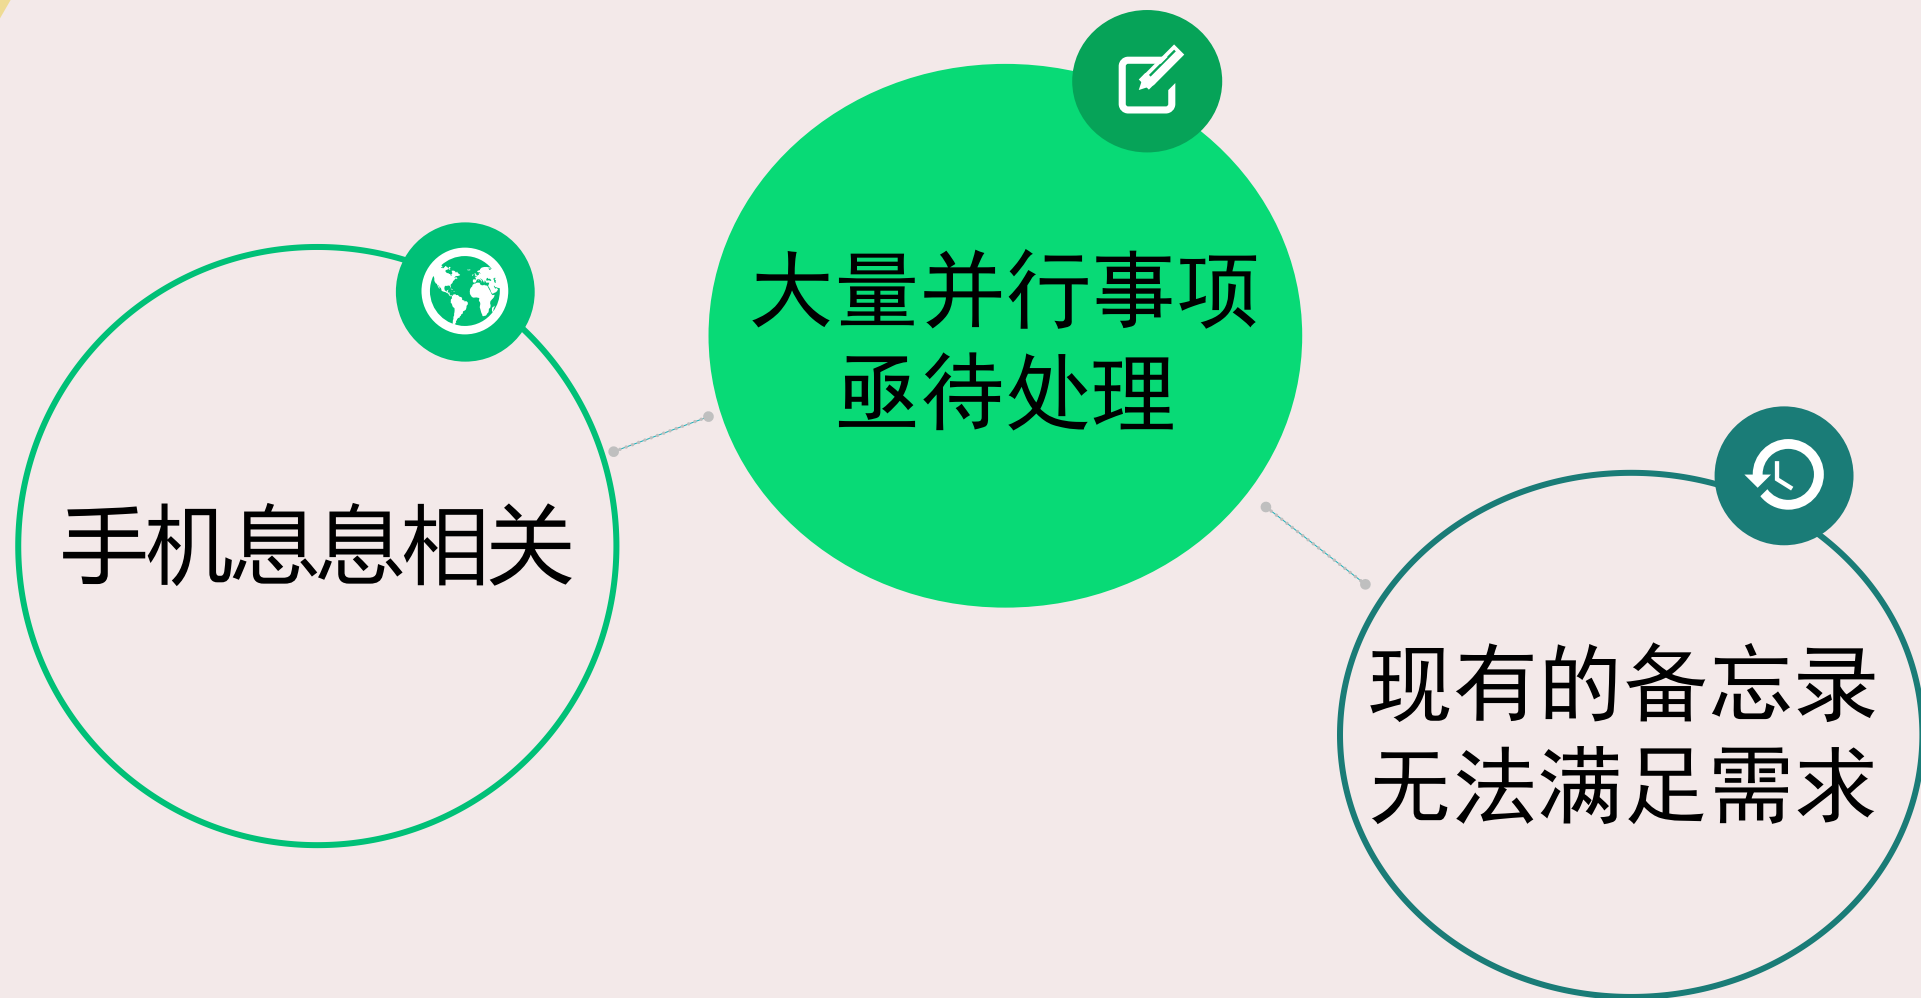 手机息息相关
大量并行事项
亟待处理
现有的备忘录
无法满足需求